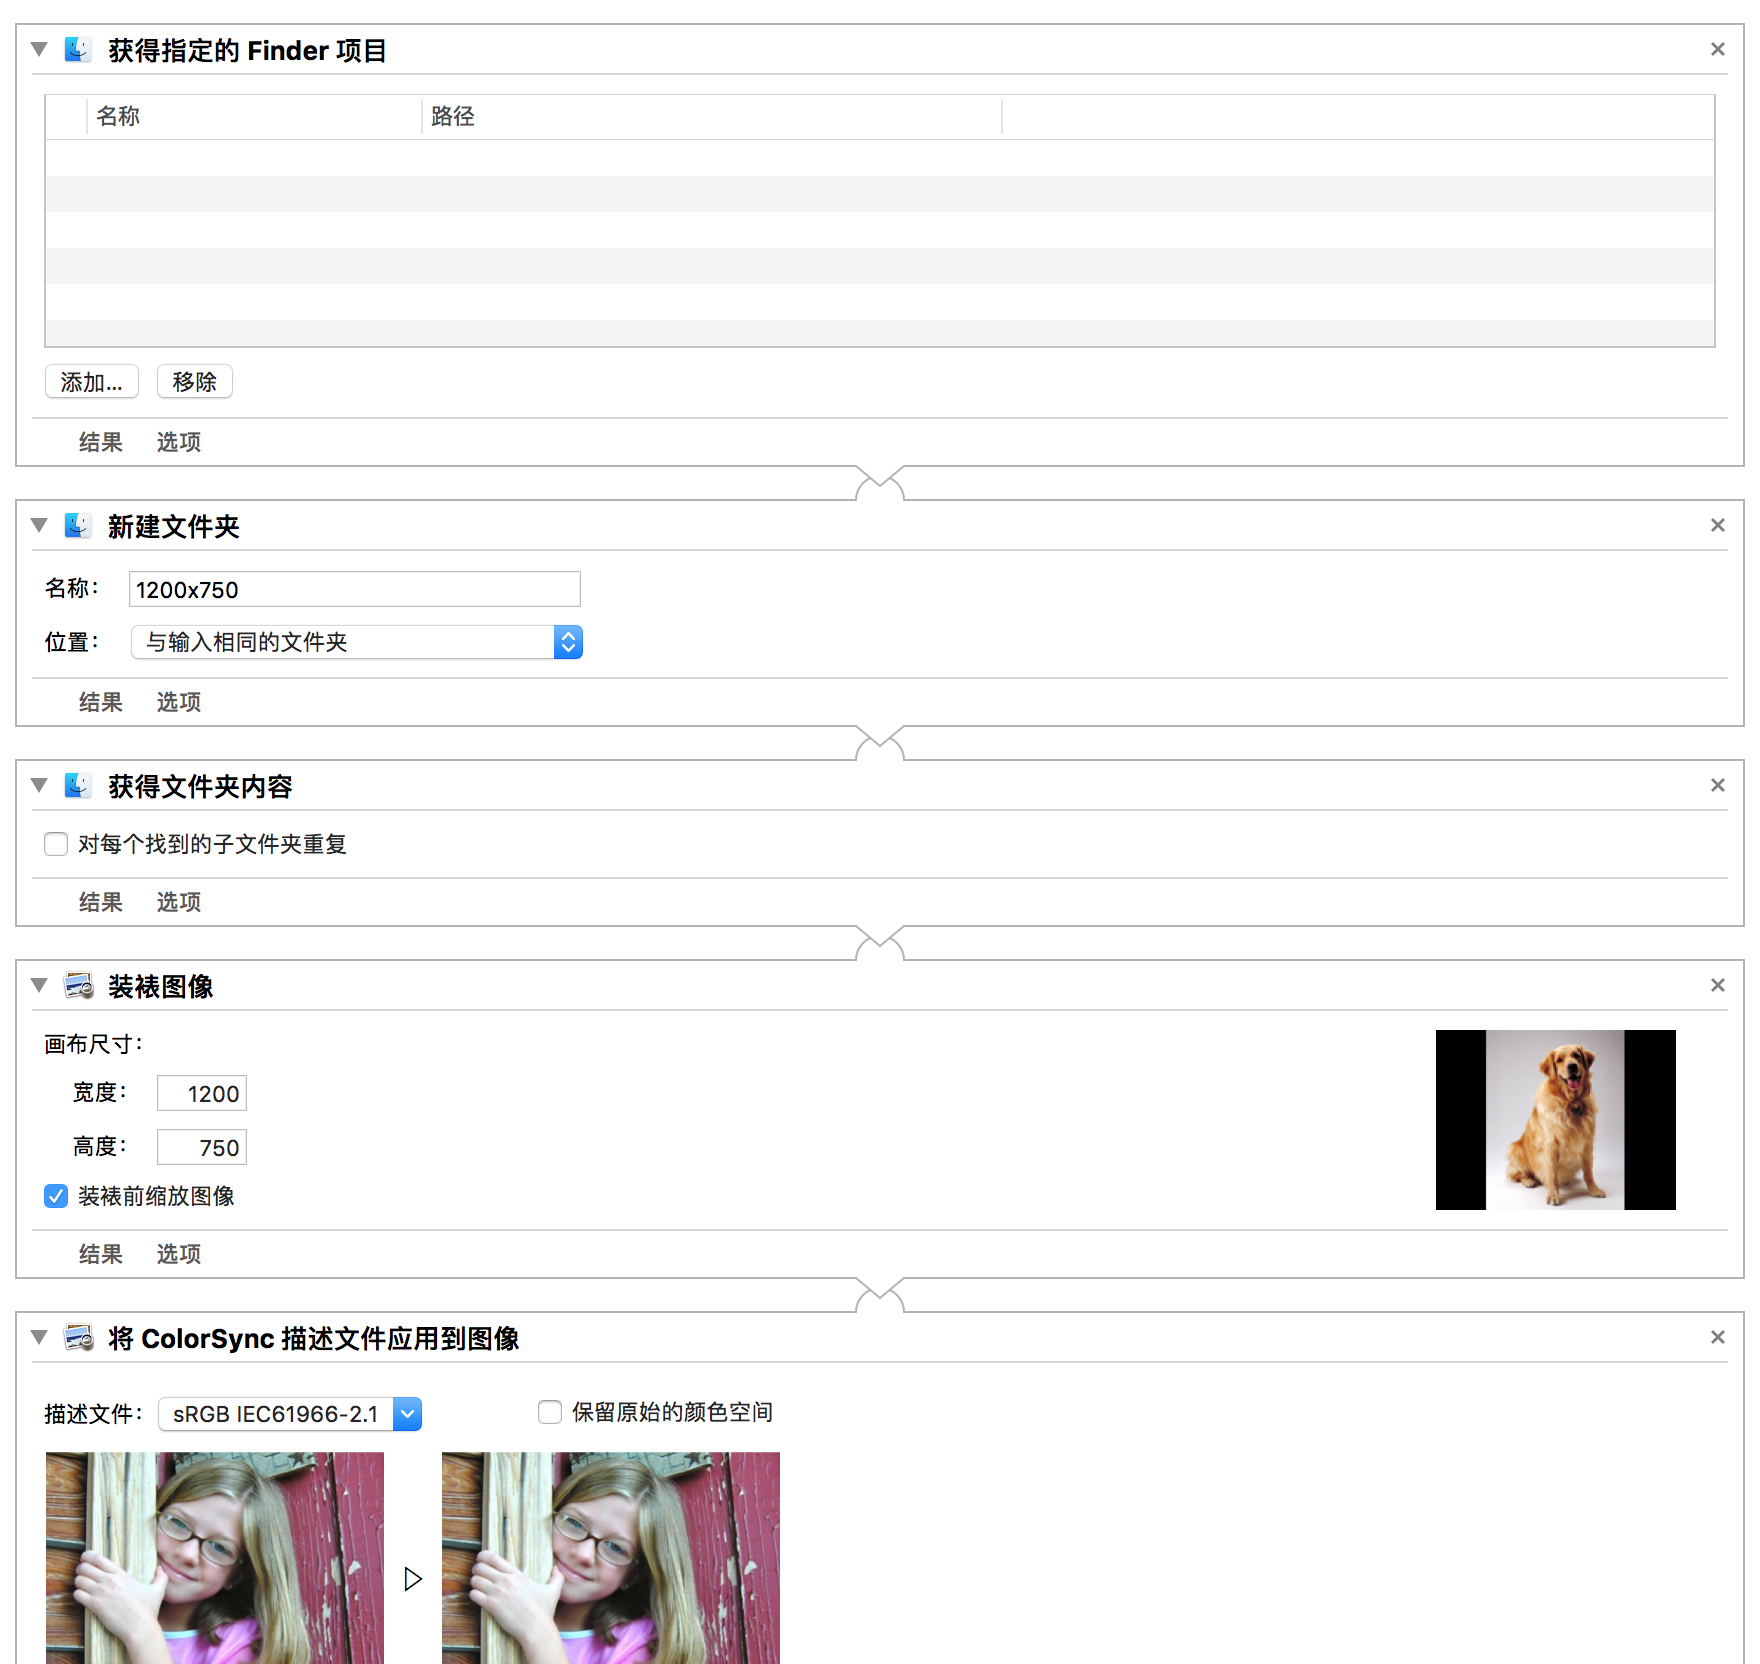 获得指定的 Finder 项目
名称 路径
添加... 移除
结果 选项
新建文件夹
名称： 1200x750
位置： 与输入相同的文件夹
结果 选项
获得文件夹内容
对每个找到的子文件夹重复
结果 选项
装裱图像
画布尺寸：
宽度： 1200
高度： 750
装裱前缩放图像
结果 选项
将 ColorSync 描述文件应用到图像
描述文件： sRGB IEC61966-2.1 保留原始的颜色空间